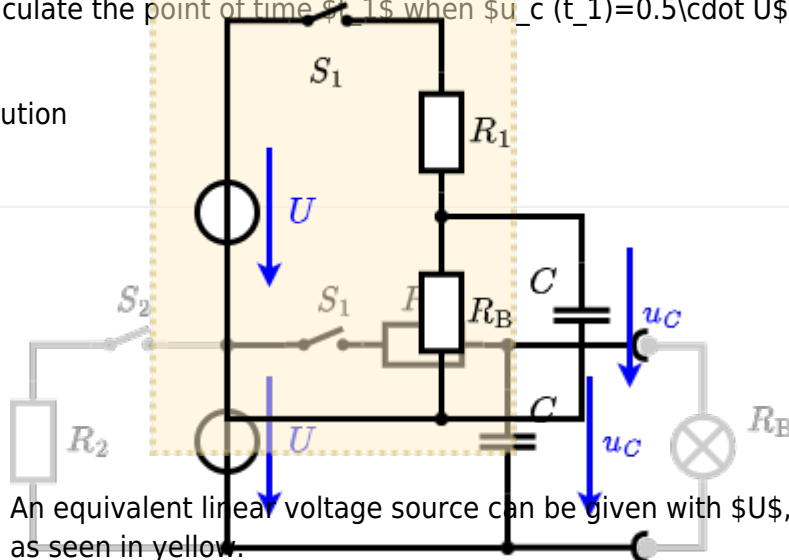 culate the point of time $t_1$ when $u_c (t_1)=0.5\cdot U$
S1
ution
R1
U
C
S2
S1
RB
uC
C
R2
U
uC
RB
An equivalent linear voltage source can be given with $U$,
as seen in yellow.